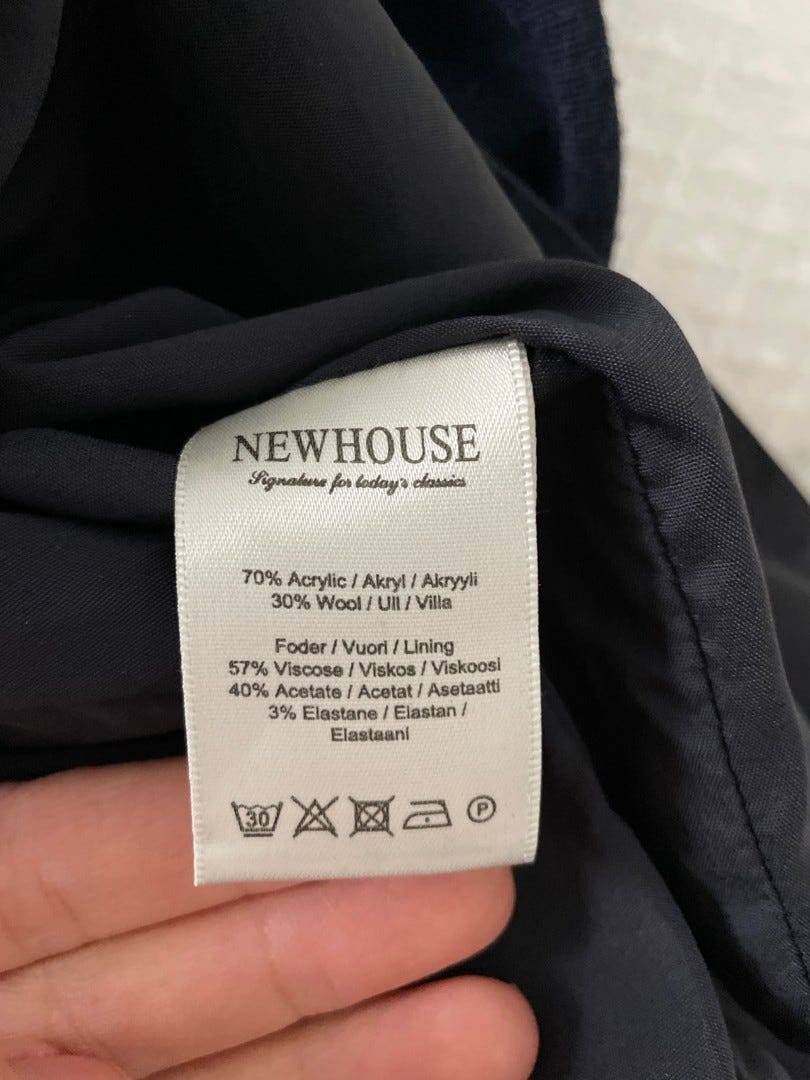 NEWHOUSE
Signature for today's classics
70% Acrylic / Akryl / Akryyli
30% Wool / Ull / Villa
Foder / Vuori / Lining
57% Viscose / Viskos / Viskoosi
40% Acetate / Acetat / Asetaatti
3% Elastane / Elastan /
Elastaani
30 P